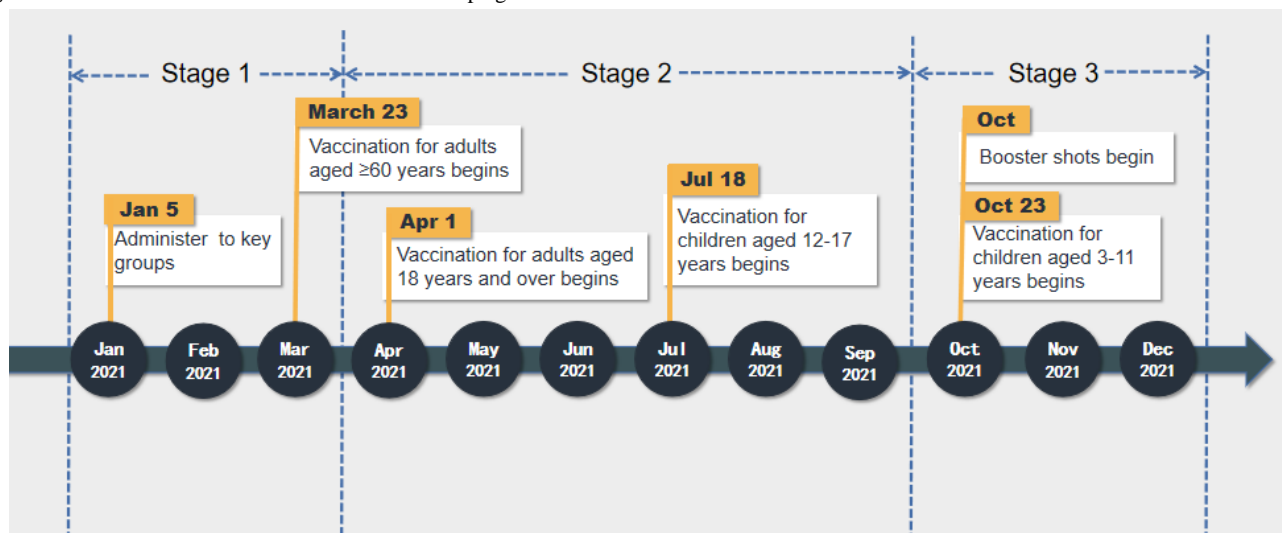 Stage 1
Stage 2
Stage 3
March 23
Vaccination for adults
aged ≥60 years begins
Oct
Booster shots begin
Jul 18
Vaccination for
children aged 12-17
years begins
Jan 5
Administer to key
groups
Apr 1
Vaccination for adults aged
18 years and over begins
Oct 23
Vaccination for
children aged 3-11
years begins
Jan
2021
Feb
2021
Mar
2021
Apr
2021
May
2021
Jun
2021
Jul
2021
Aug
2021
Sep
2021
Oct
2021
Nov
2021
Dec
2021